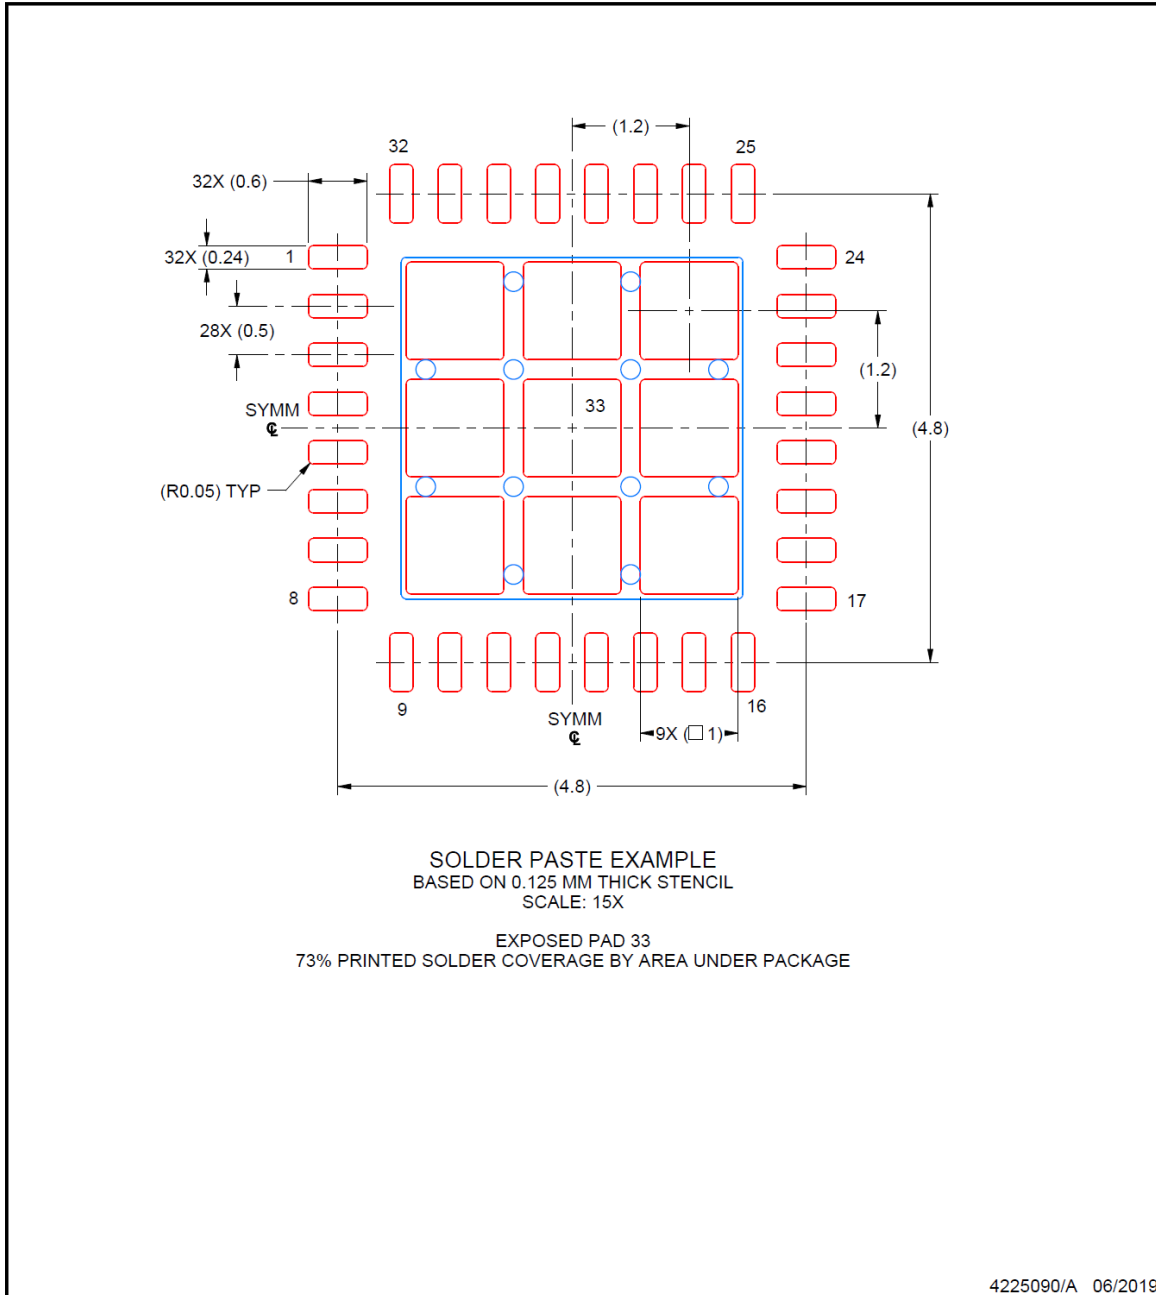 (1.2)
32
25
32X (0.6)
32X (0.24)
1
24
28X (0.5)
(1.2)
33
SYMM
℄
(4.8)
(R0.05) TYP
8
17
9
16
SYMM
℄
9X (□ 1)
(4.8)
SOLDER PASTE EXAMPLE
BASED ON 0.125 MM THICK STENCIL
SCALE: 15X
EXPOSED PAD 33
73% PRINTED SOLDER COVERAGE BY AREA UNDER PACKAGE
4225090/A 06/2019